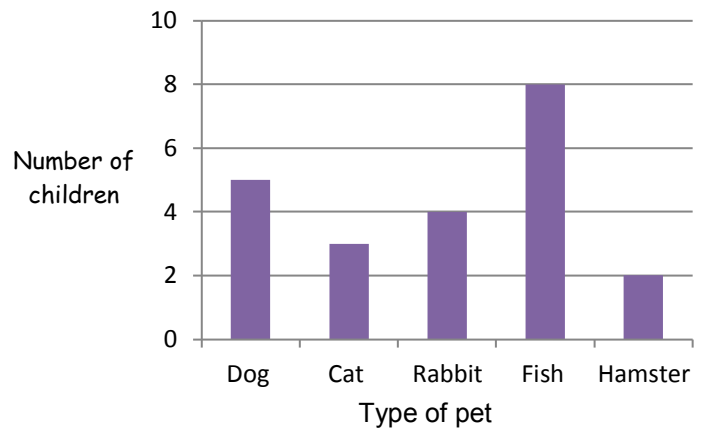 10
8
6
4
2
0
Number of
children
Dog Cat Rabbit Fish Hamster
Type of pet